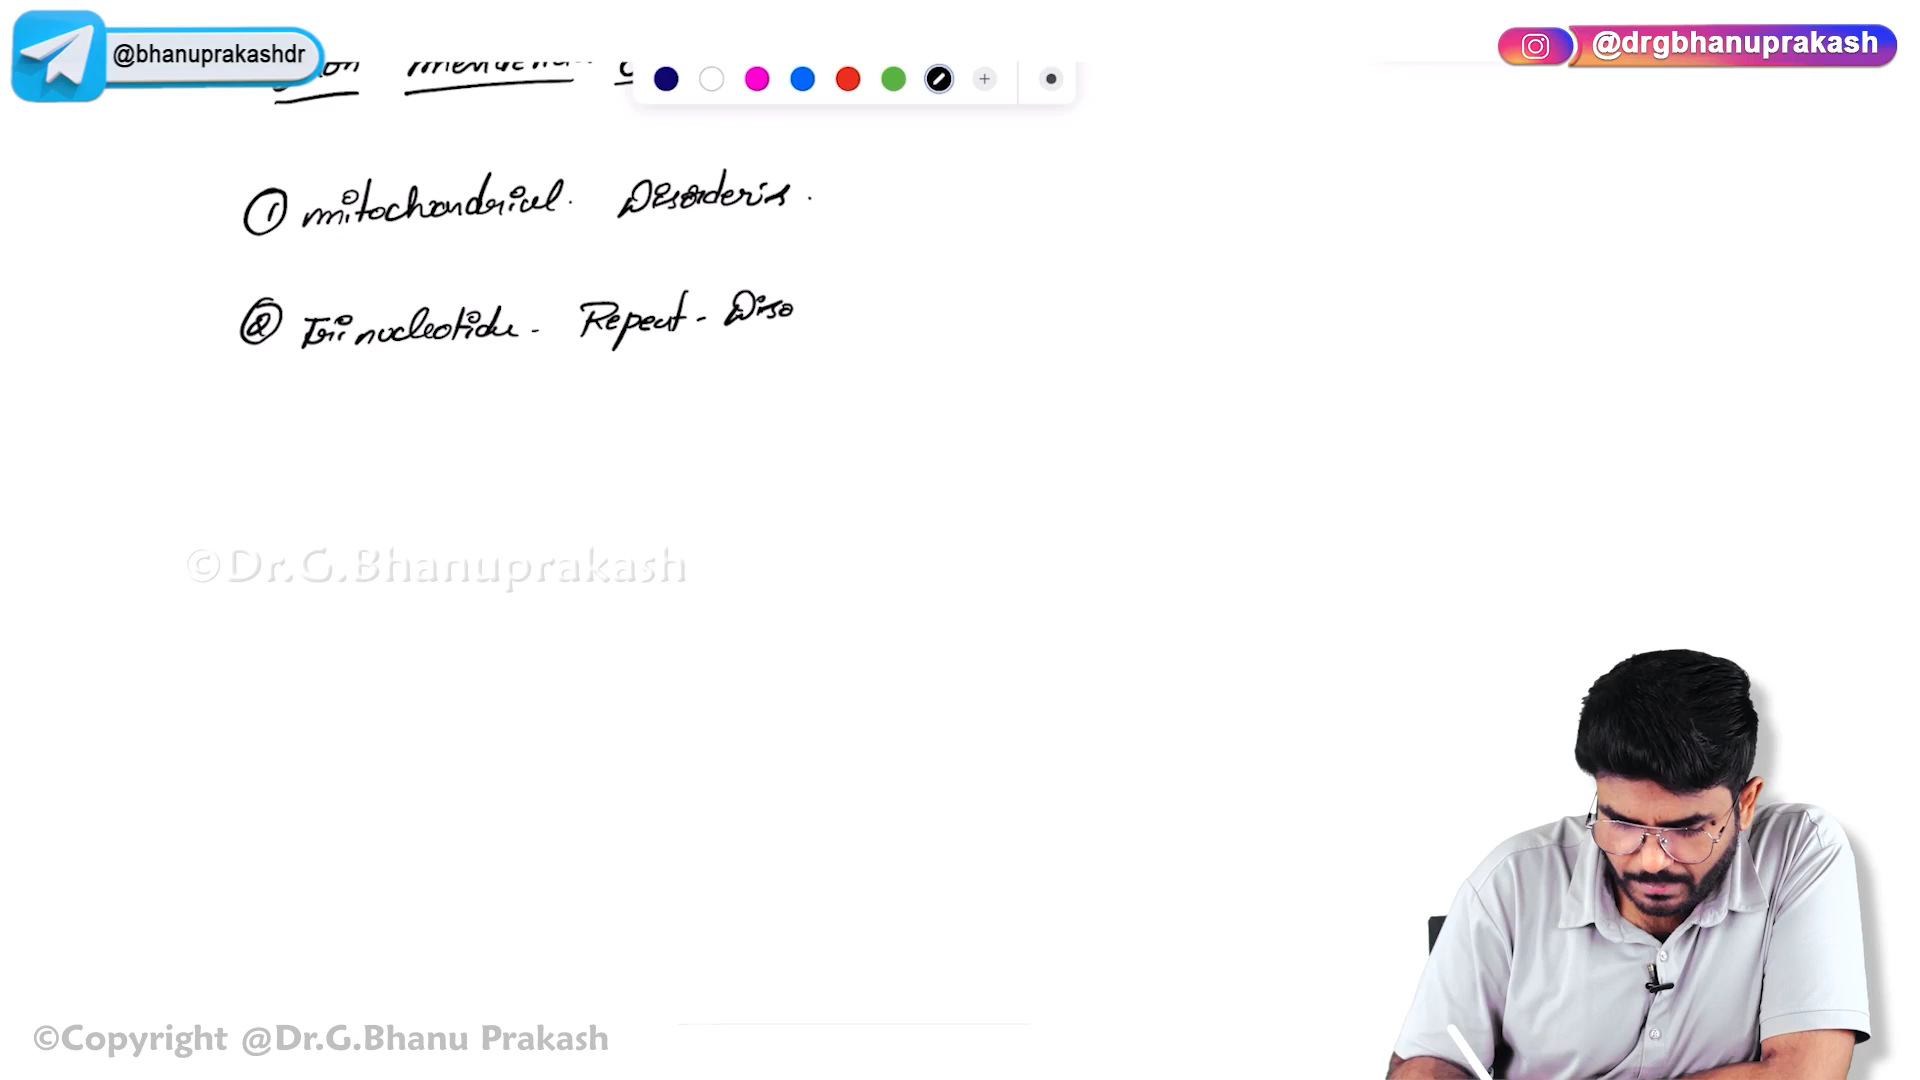 @bhanuprakashdr
@drgbhanuprakash
① mitochondrial. Disorders.
② Trinucleotide - Repeat - Diso
©Dr.G.Bhanuprakash
©Copyright @Dr.G.Bhanu Prakash